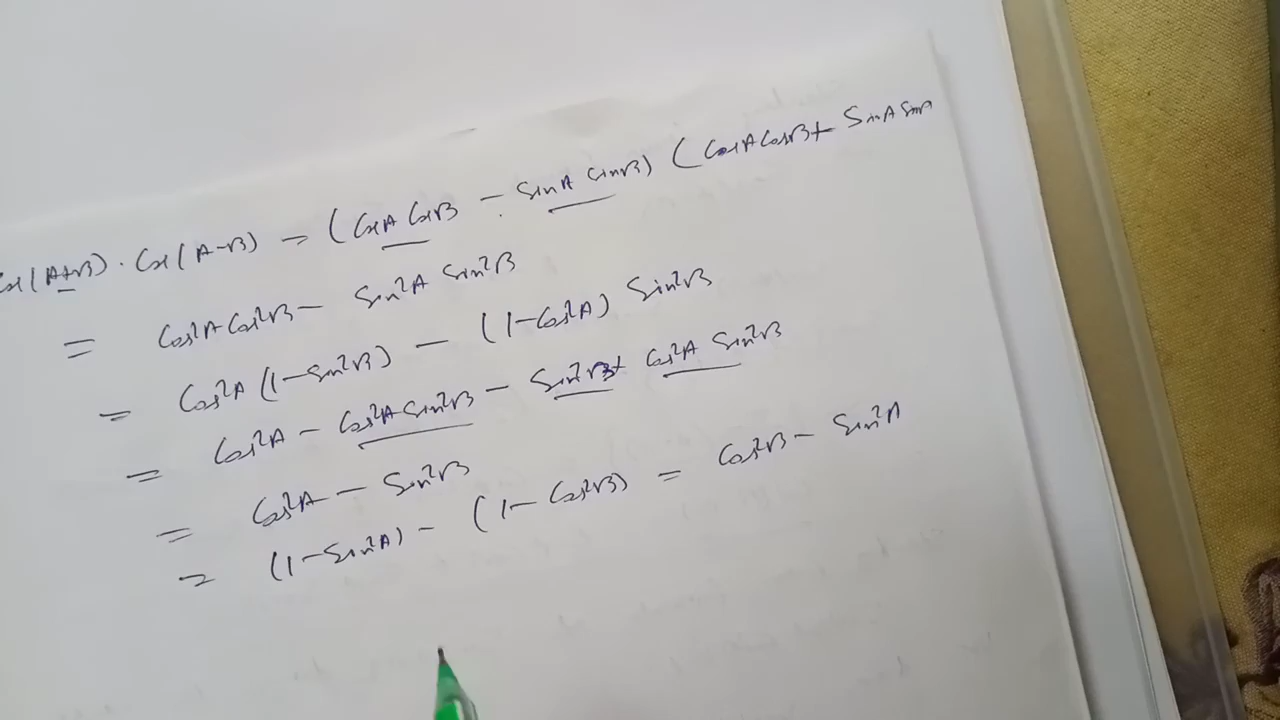 Cos(A+B) . Cos(A-B) = (CosA CosB - SinA SinB) (CosA CosB + SinA Sin
= Cos²A Cos²B - Sin²A Sin²B
= Cos²A (1-Sin²B) - (1-Cos²A) Sin²B
= Cos²A - Cos²A Sin²B - Sin²B + Cos²A Sin²B
= Cos²A - Sin²B
= (1-Sin²A) - (1-Cos²B) = Cos²B - Sin²A